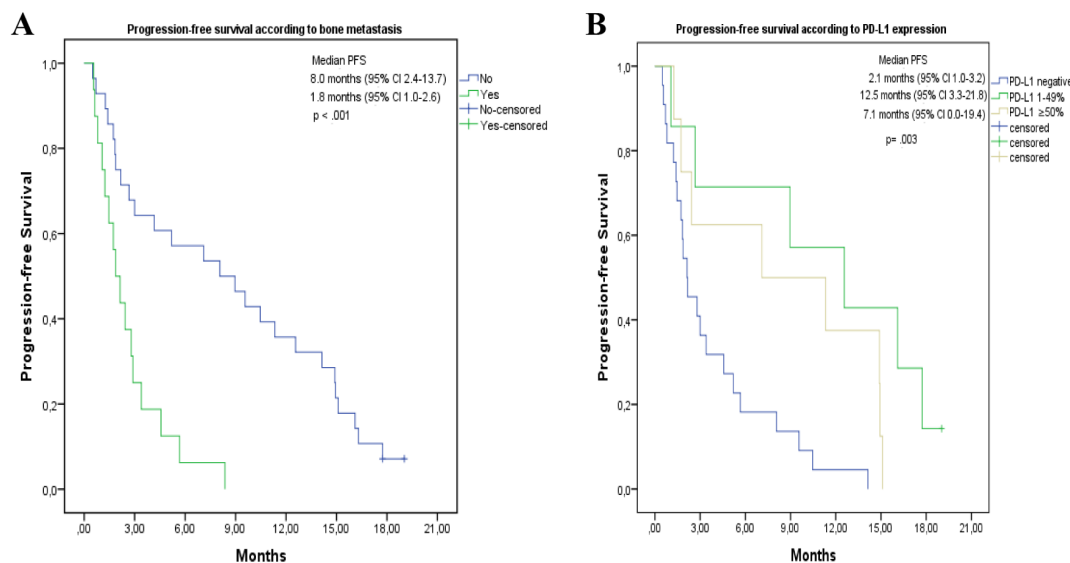 A
Progression-free survival according to bone metastasis
Median PFS
8.0 months (95% CI 2.4-13.7)
1.8 months (95% CI 1.0-2.6)
p < .001
No
Yes
No-censored
Yes-censored
Progression-free Survival
1,0
0,8
0,6
0,4
0,2
0,0
,00
3,00
6,00
9,00
12,00
15,00
18,00
21,00
Months
B
Progression-free survival according to PD-L1 expression
Median PFS
2.1 months (95% CI 1.0-3.2)
12.5 months (95% CI 3.3-21.8)
7.1 months (95% CI 0.0-19.4)
p= .003
PD-L1 negative
PD-L1 1-49%
PD-L1 ≥50%
censored
censored
censored
Progression-free Survival
1,0
0,8
0,6
0,4
0,2
0,0
,00
3,00
6,00
9,00
12,00
15,00
18,00
21,00
Months